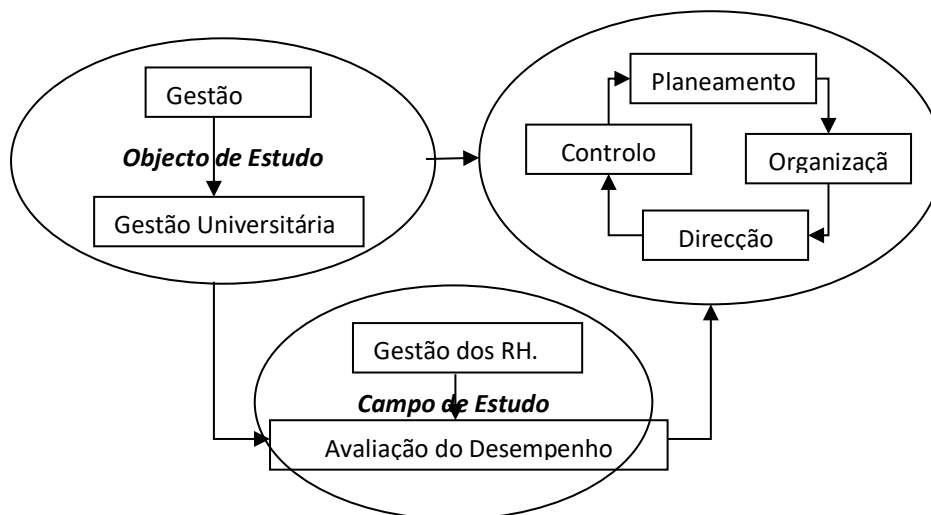 Gestão
Objecto de Estudo
Gestão Universitária
Planeamento
Controlo
Organizaçã
Direcção
Gestão dos RH.
Campo de Estudo
Avaliação do Desempenho